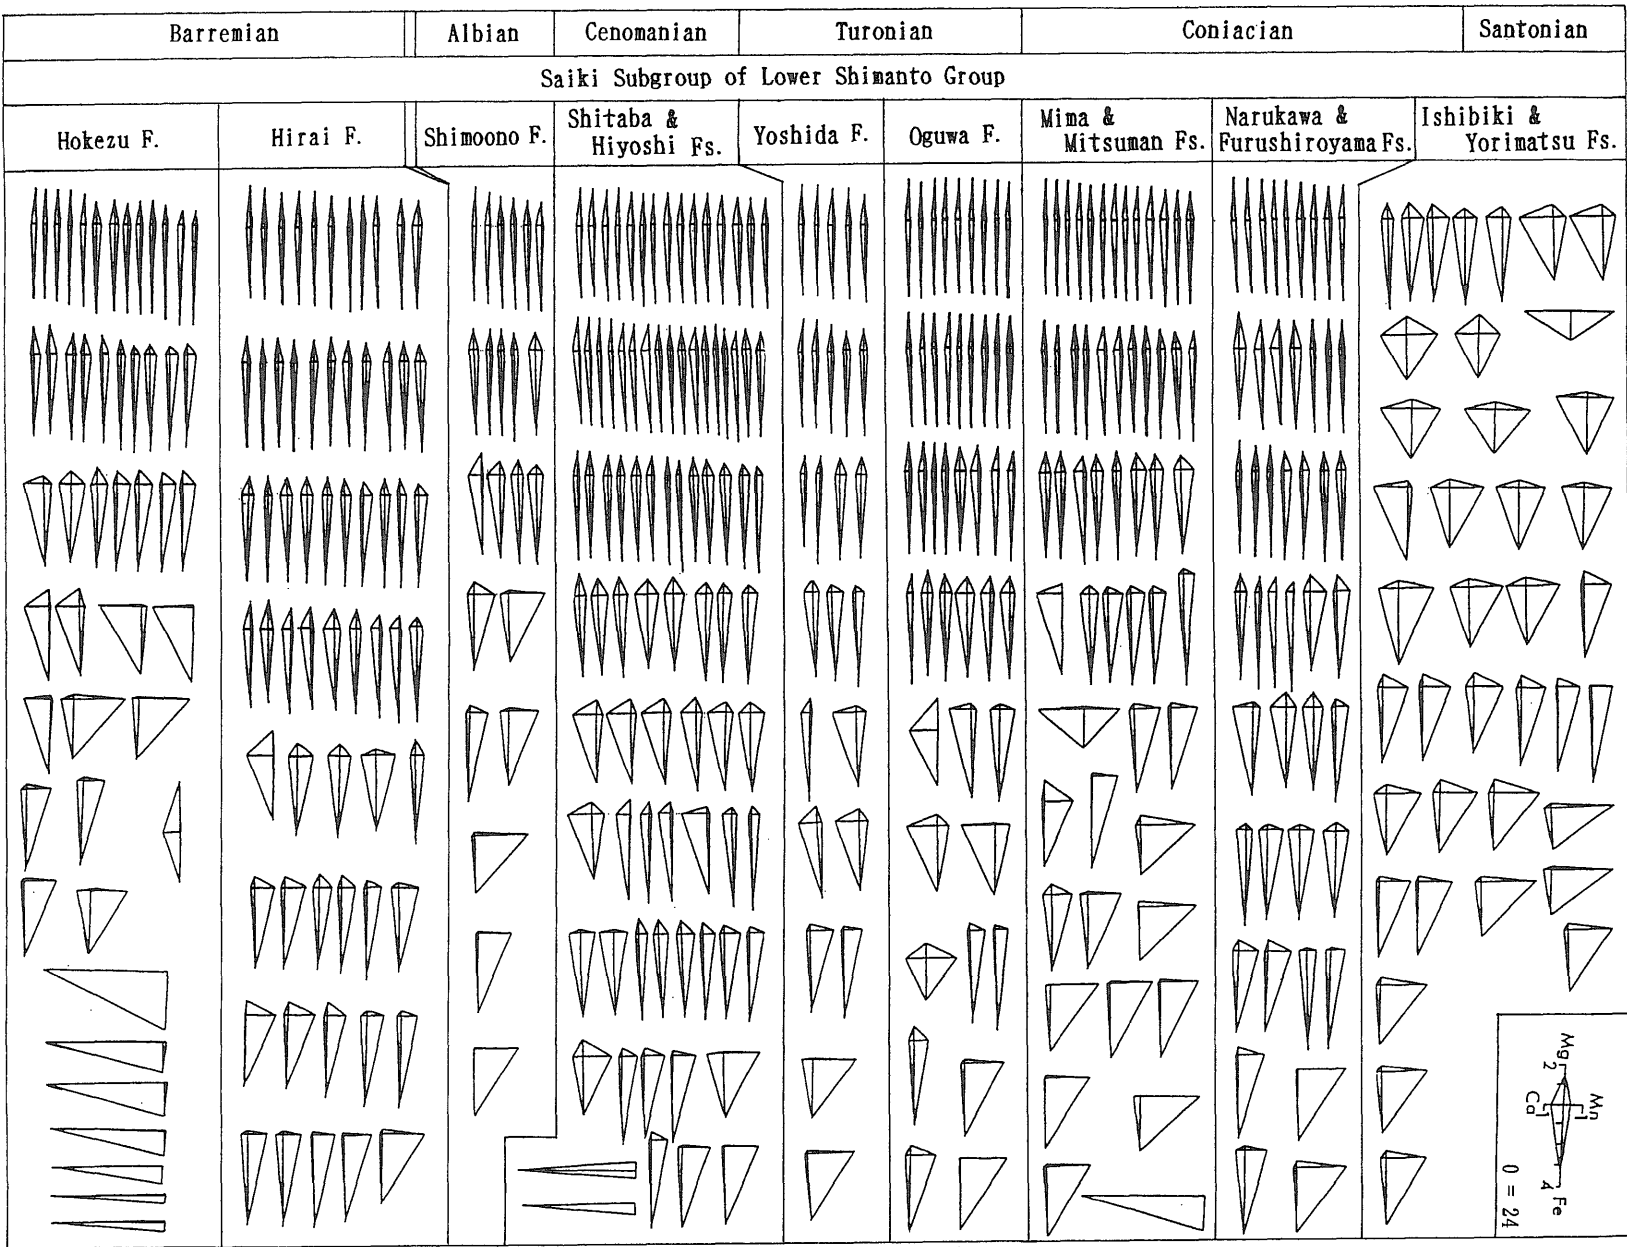 Barremian
Albian
Cenomanian
Turonian
Coniacian
Santonian
Saiki Subgroup of Lower Shimanto Group
Hokezu F.
Hirai F.
Shimoono F.
Shitaba &
Hiyoshi Fs.
Yoshida F.
Oguwa F.
Mima &
Mitsuman Fs.
Narukawa &
Furushiroyama Fs.
Ishibiki &
Yorimatsu Fs.
Mg 2
Mn 1
Ca 1
4 Fe
O = 24